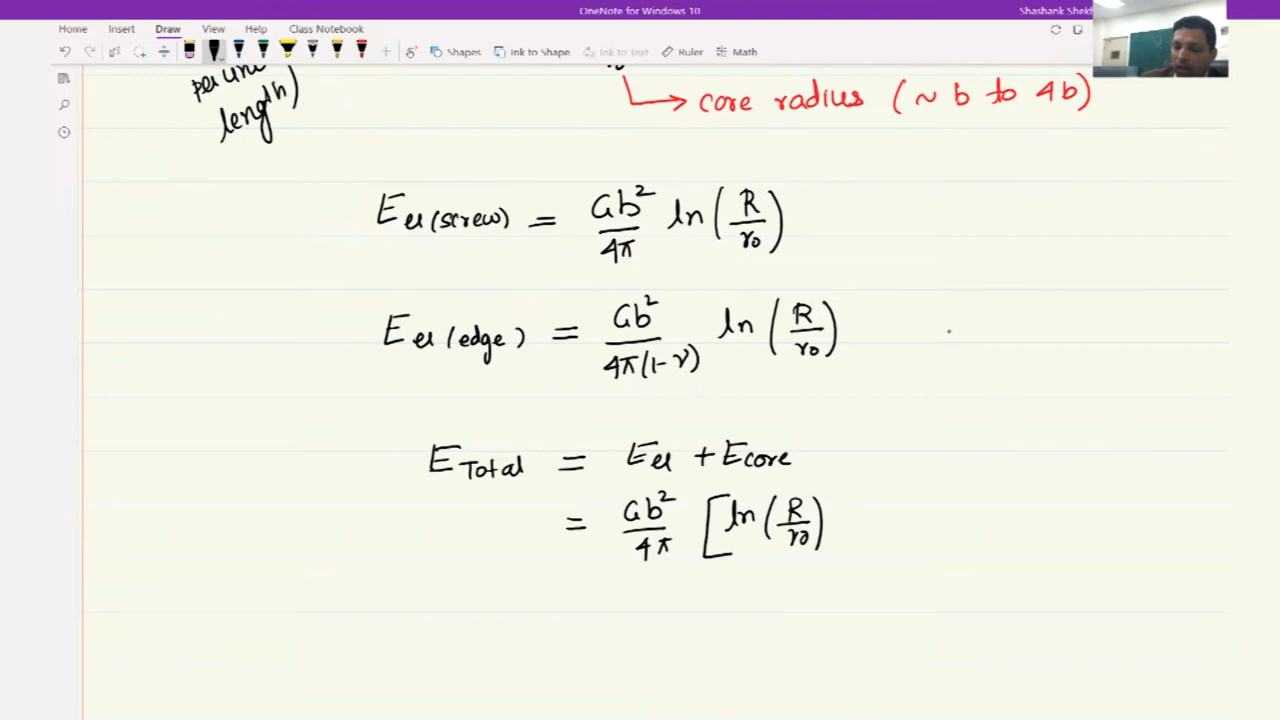 OneNote for Windows 10
Shashank Shekh
Home Insert Draw View Help Class Notebook
Shapes Ink to Shape Ink to Text Ruler Math
length)
core radius (~ b to 4b)
E_el (screw) = Gb²/4π ln(R/r₀)
E_el (edge) = Gb²/4π(1-ν) ln(R/r₀)
E_Total = E_el + E_core
= Gb²/4π [ln(R/r₀)